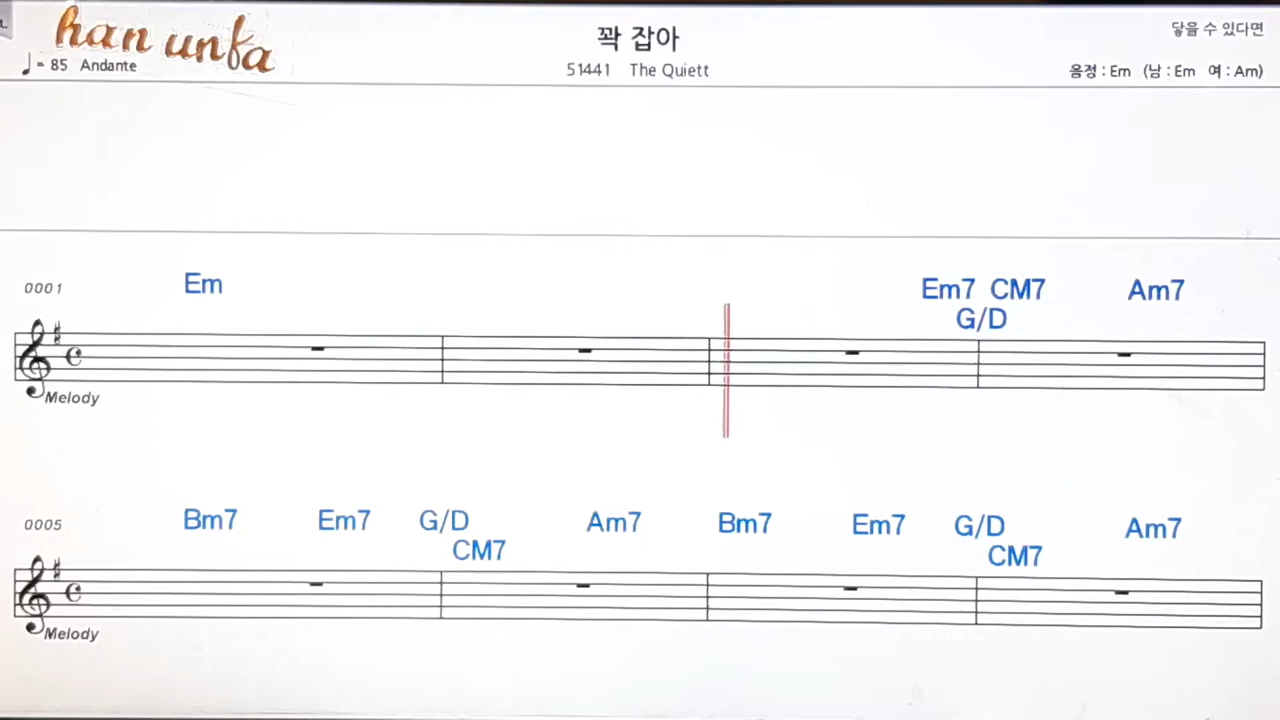 han unfa
꽉 잡아
닿을 수 있다면
♩ = 85 Andante
51441 The Quiett
음정 : Em (남 : Em 여 : Am)
0001
Em
Em7 CM7 Am7
G/D
Melody
0005
Bm7 Em7 G/D Am7 Bm7 Em7 G/D Am7
CM7 CM7
Melody